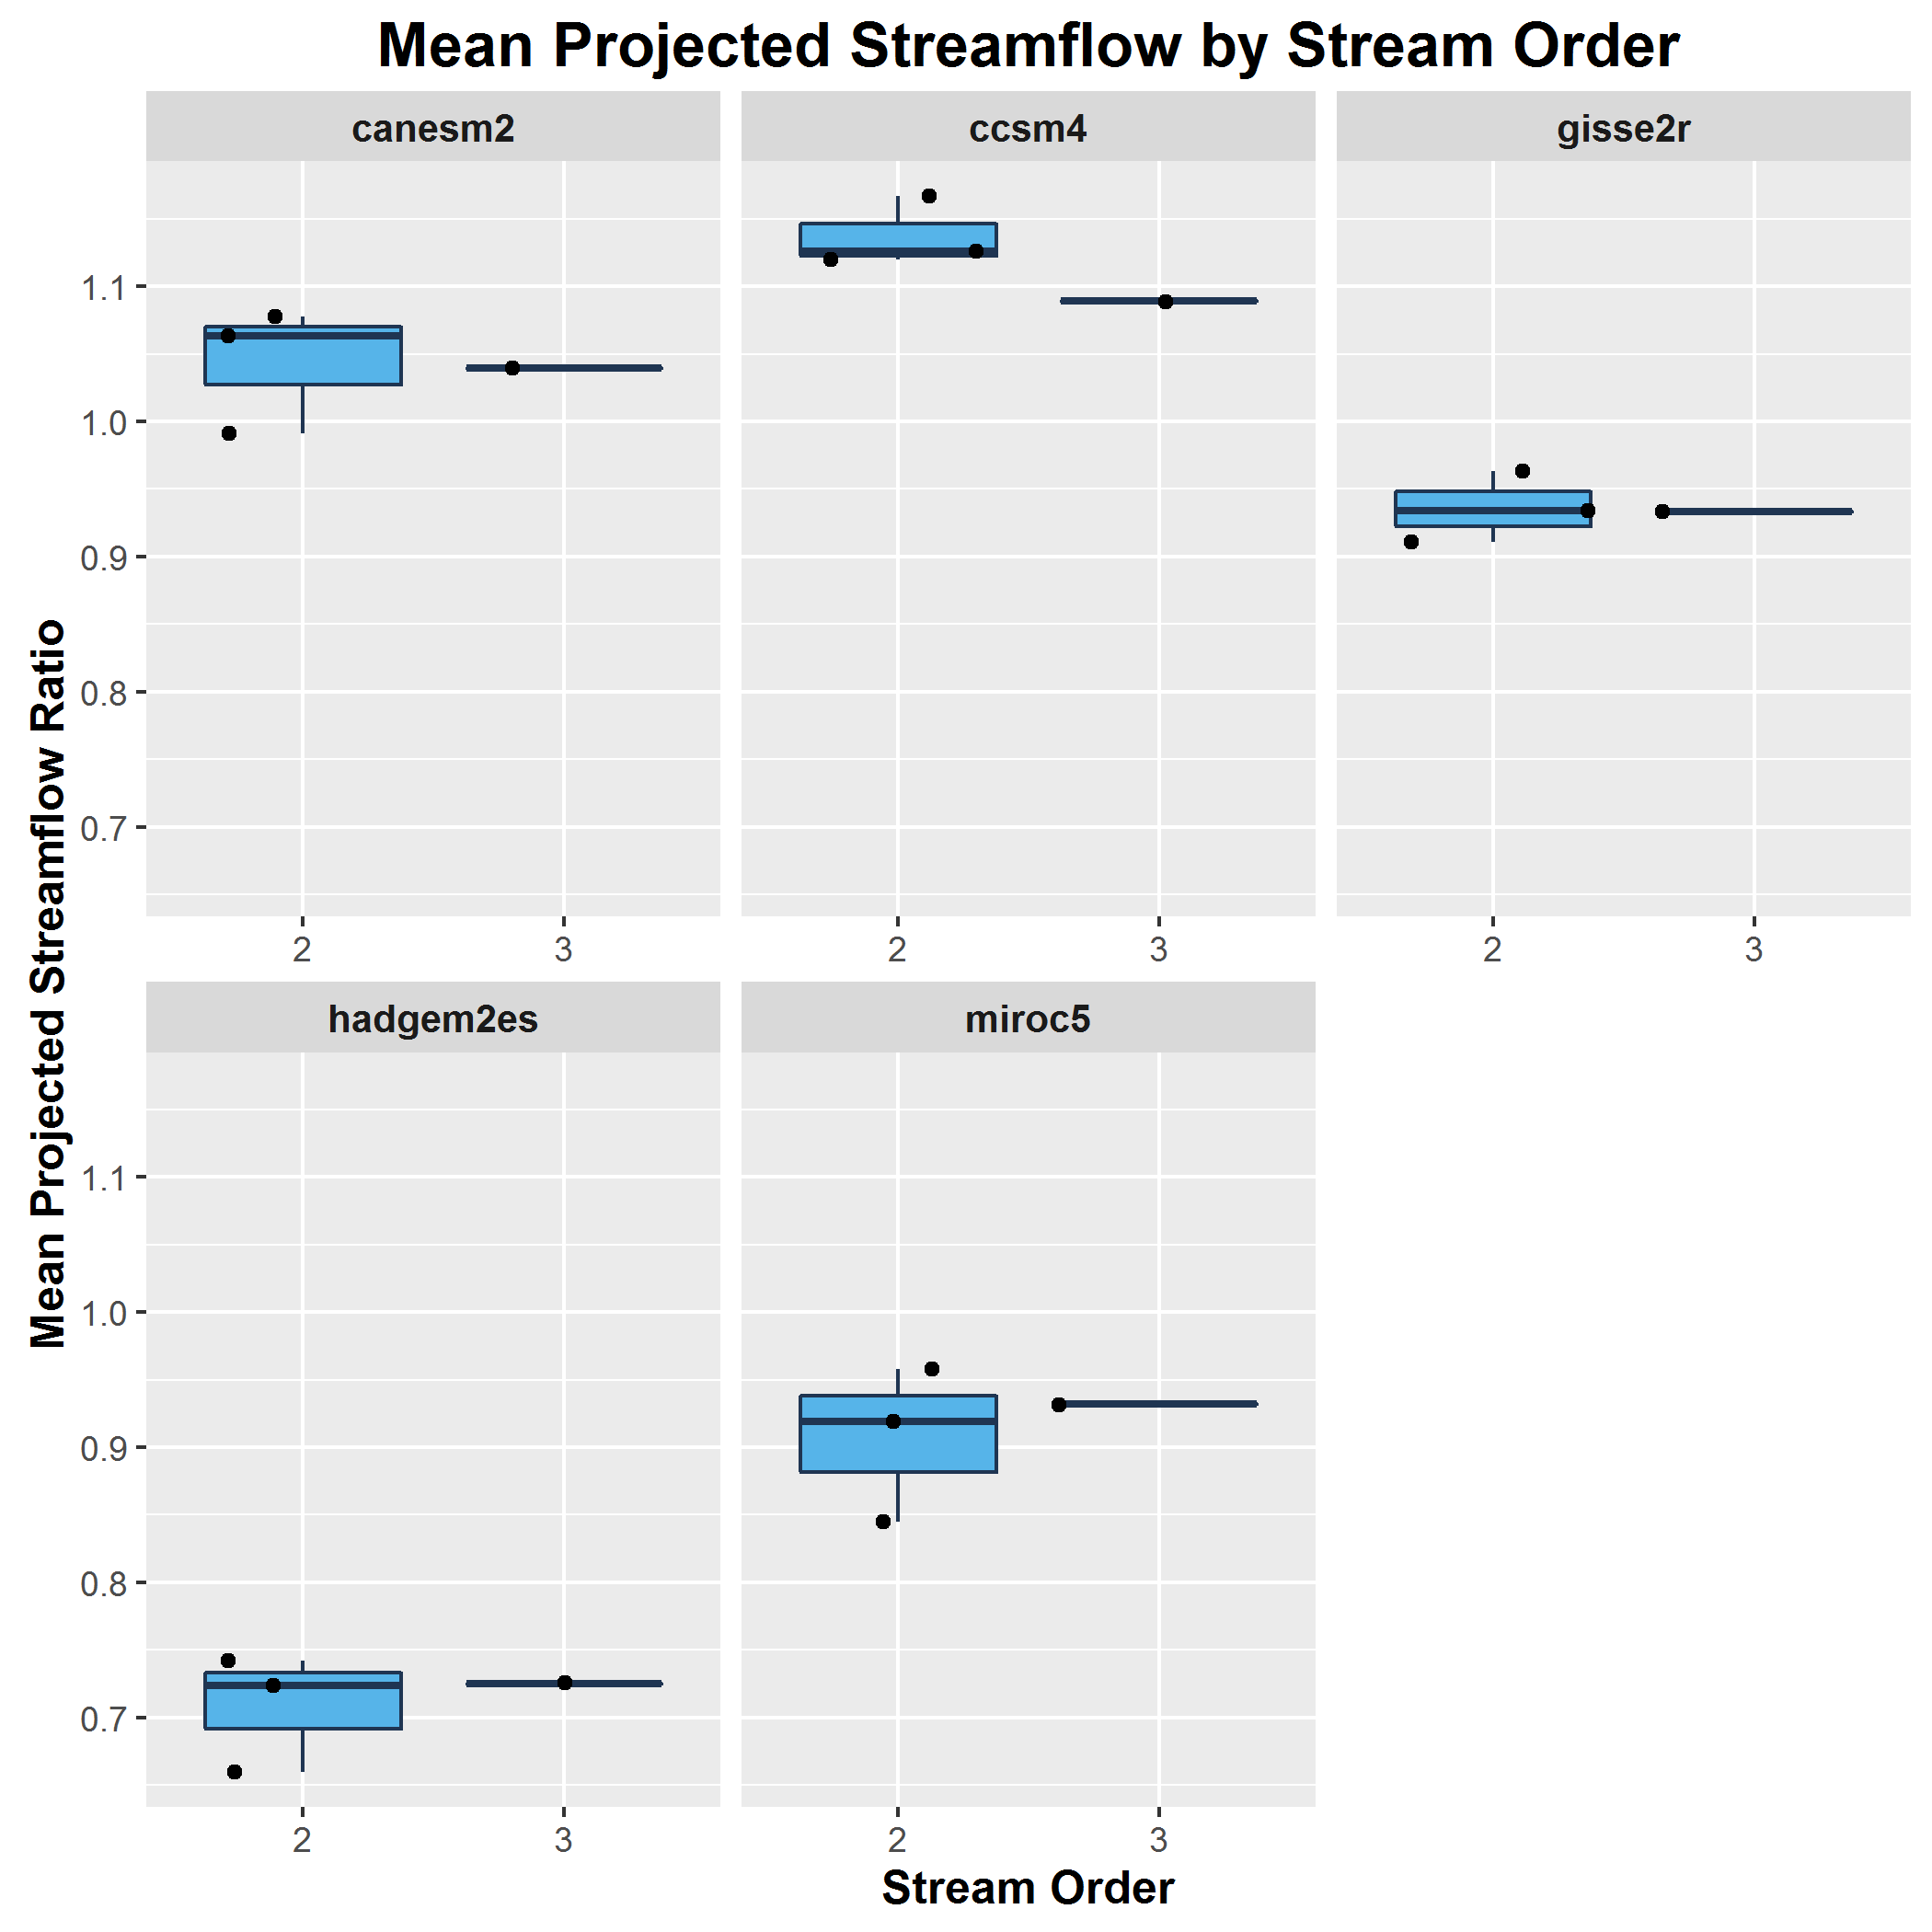 Mean Projected Streamflow by Stream Order
canesm2
ccsm4
gisse2r
1.1
1.0
0.9
0.8
0.7
2
3
2
3
2
3
Mean Projected Streamflow Ratio
hadgem2es
miroc5
1.1
1.0
0.9
0.8
0.7
2
3
2
3
Stream Order